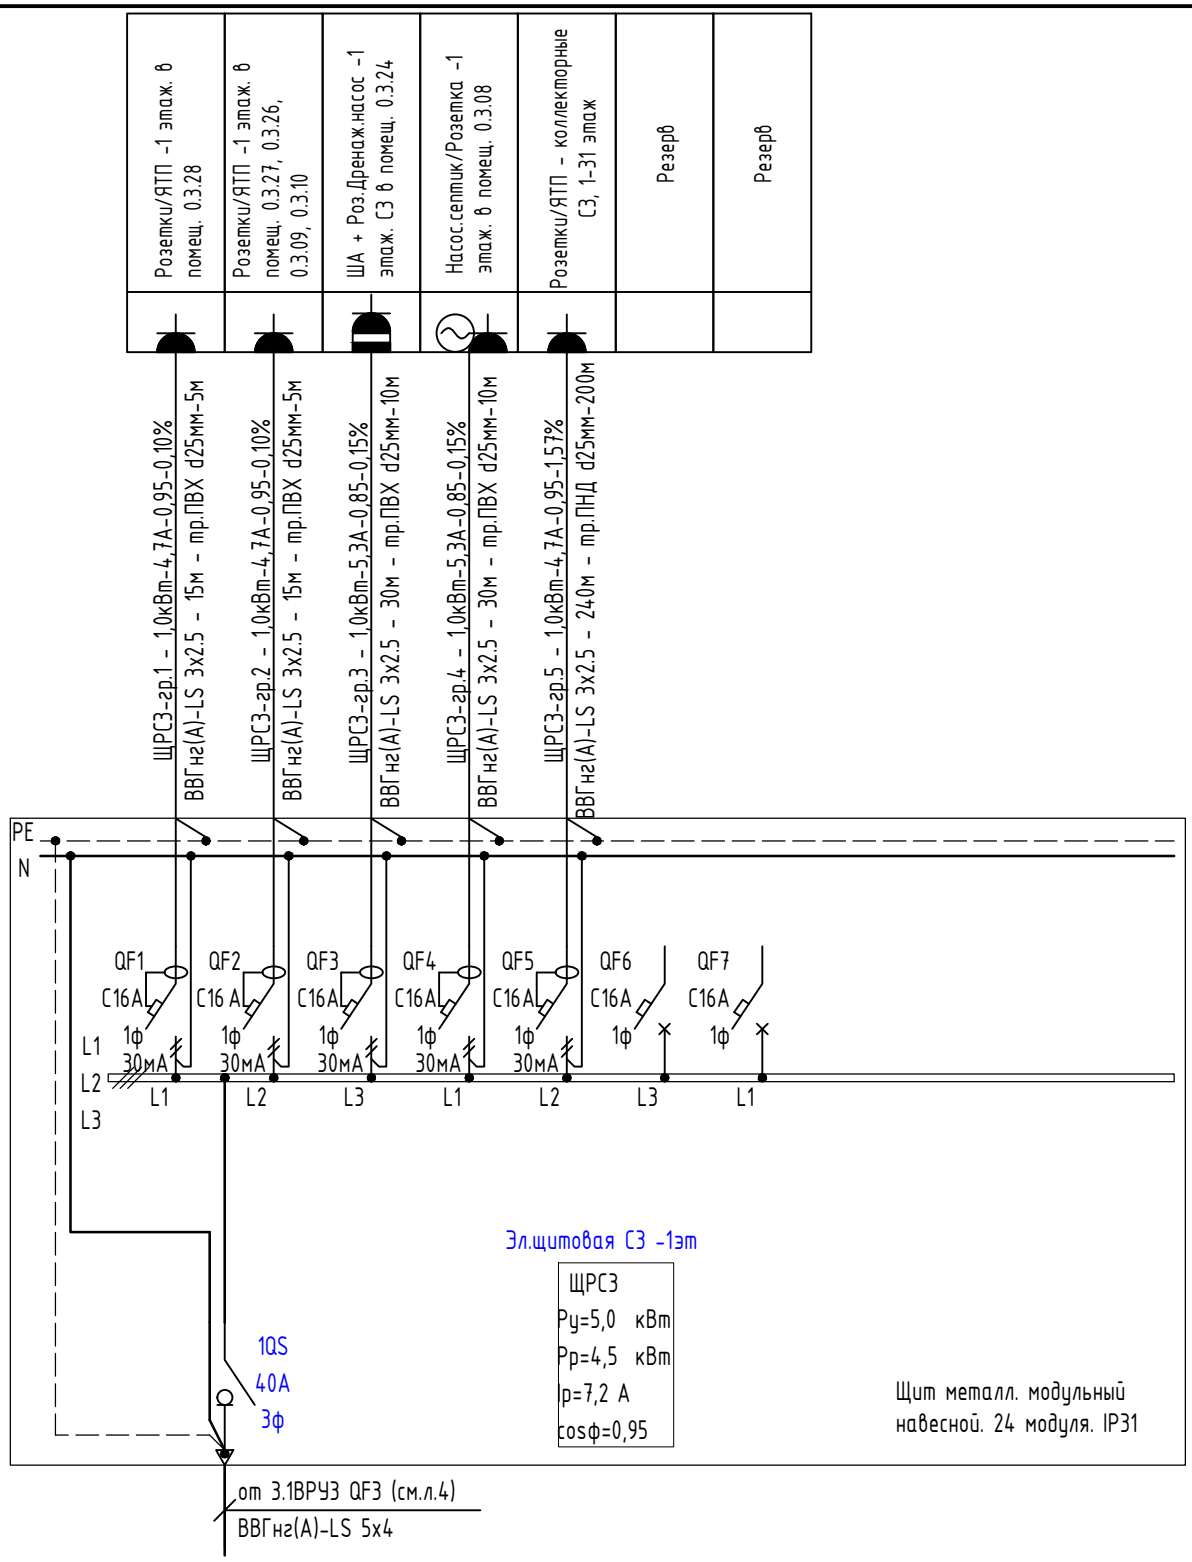 Розетки/ЯТП -1 этаж. в
помещ. 0.3.28
Розетки/ЯТП -1 этаж. в
помещ. 0.3.27, 0.3.26,
0.3.09, 0.3.10
ША + Роз.Дренаж.насос -1
этаж. С3 в помещ. 0.3.24
Насос.септик/Розетка -1
этаж. в помещ. 0.3.08
Розетки/ЯТП - коллекторные
С3, 1-31 этаж
Резерв
Резерв
ЩРС3-гр.1 - 1,0кВт-4,7А-0,95-0,10%
ВВГнг(А)-LS 3х2.5 - 15м - тр.ПВХ d25мм-5м
ЩРС3-гр.2 - 1,0кВт-4,7А-0,95-0,10%
ВВГнг(А)-LS 3х2.5 - 15м - тр.ПВХ d25мм-5м
ЩРС3-гр.3 - 1,0кВт-5,3А-0,85-0,15%
ВВГнг(А)-LS 3х2.5 - 30м - тр.ПВХ d25мм-10м
ЩРС3-гр.4 - 1,0кВт-5,3А-0,85-0,15%
ВВГнг(А)-LS 3х2.5 - 30м - тр.ПВХ d25мм-10м
ЩРС3-гр.5 - 1,0кВт-4,7А-0,95-1,57%
ВВГнг(А)-LS 3х2.5 - 240м - тр.ПНД d25мм-200м
PE
N
QF1 QF2 QF3 QF4 QF5 QF6 QF7
C16A C16A C16A C16A C16A C16A C16A
1ф 1ф 1ф 1ф 1ф 1ф 1ф
30мА 30мА 30мА 30мА 30мА
L1
L2
L3
L1 L2 L3 L1 L2 L3 L1
Эл.щитовая С3 -1эт
ЩРС3
Ру=5,0 кВт
Рр=4,5 кВт
Iр=7,2 А
cosф=0,95
1QS
40А
3ф
Щит металл. модульный
навесной. 24 модуля. IP31
от 3.1ВРУ3 QF3 (см.л.4)
ВВГнг(А)-LS 5х4